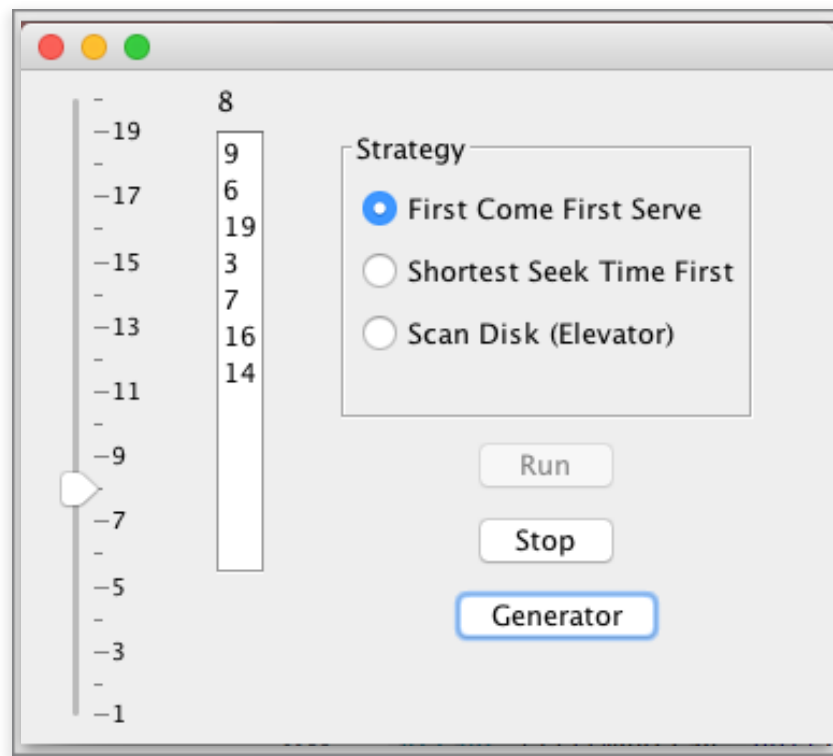 8
19
17
15
13
11
9
7
5
3
1
9
6
19
3
7
16
14
Strategy
First Come First Serve
Shortest Seek Time First
Scan Disk (Elevator)
Run
Stop
Generator